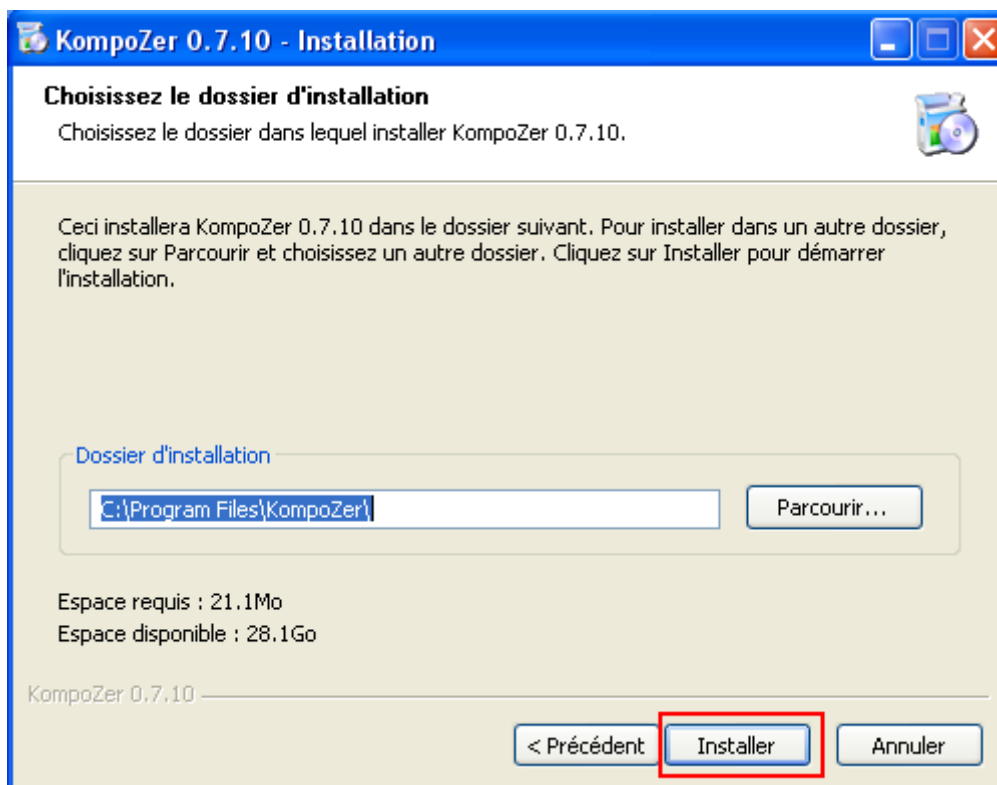 KompoZer 0.7.10 - Installation
Choisissez le dossier d'installation
Choisissez le dossier dans lequel installer KompoZer 0.7.10.
Ceci installera KompoZer 0.7.10 dans le dossier suivant. Pour installer dans un autre dossier,
cliquez sur Parcourir et choisissez un autre dossier. Cliquez sur Installer pour démarrer
l'installation.
Dossier d'installation
C:\Program Files\KompoZer\
Parcourir...
Espace requis : 21.1Mo
Espace disponible : 28.1Go
KompoZer 0.7.10
< Précédent
Installer
Annuler